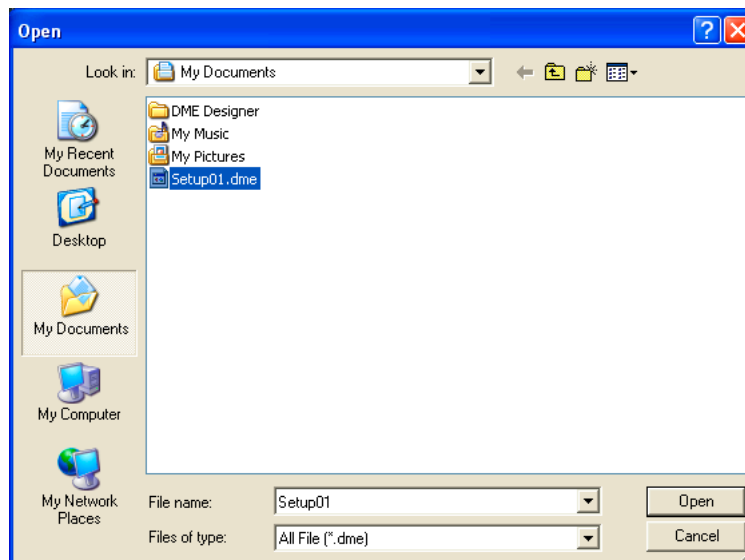 Open
Look in:
My Documents
DME Designer
My Music
My Pictures
Setup01.dme
My Recent
Documents
Desktop
My Documents
My Computer
My Network
Places
File name:
Setup01
Open
Files of type:
All File (*.dme)
Cancel